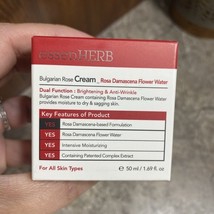 HERB
Bulgarian Rose Cream_ Rosa Damascena Flower Water
Dual Function : Brightening & Anti-Wrinkle
Bulgarian Rose Cream containing Rosa Damascena Flower Water
provides moisture to dry & sagging skin.
Key Features of Product
YES Rosa Damascena-based Formulation
YES Rosa Damascena Flower Water
YES Intensive Moisturizing
YES Containing Patented Complex Extract
For All Skin Types
℮ 50 ml / 1.69 fl. oz.